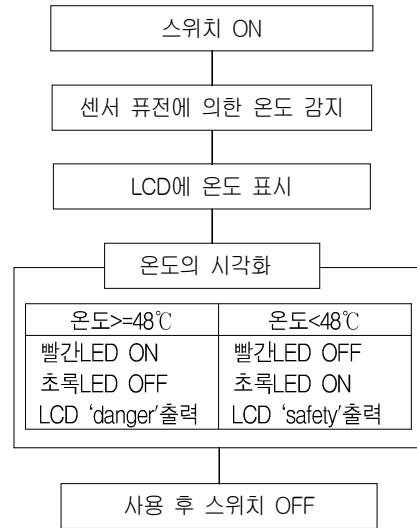 스위치 ON
센서 퓨전에 의한 온도 감지
LCD에 온도 표시
온도의 시각화
온도>=48℃ 온도<48℃
빨간LED ON 빨간LED OFF
초록LED OFF 초록LED ON
LCD ‘danger’출력 LCD ‘safety’출력
사용 후 스위치 OFF